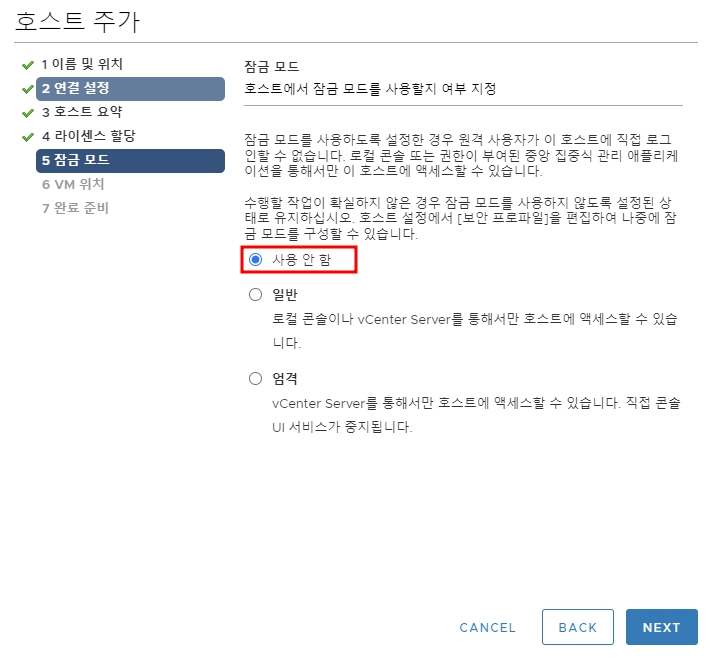 호스트 추가
1 이름 및 위치
2 연결 설정
3 호스트 요약
4 라이센스 할당
5 잠금 모드
6 VM 위치
7 완료 준비
잠금 모드
호스트에서 잠금 모드를 사용할지 여부 지정
잠금 모드를 사용하도록 설정한 경우 원격 사용자가 이 호스트에 직접 로그
인할 수 없습니다. 로컬 콘솔 또는 권한이 부여된 중앙 집중식 관리 애플리케
이션을 통해서만 이 호스트에 액세스할 수 있습니다.
수행할 작업이 확실하지 않은 경우 잠금 모드를 사용하지 않도록 설정된 상
태로 유지하십시오. 호스트 설정에서 [보안 프로파일]을 편집하여 나중에 잠
금 모드를 구성할 수 있습니다.
사용 안 함
일반
로컬 콘솔이나 vCenter Server를 통해서만 호스트에 액세스할 수 있습
니다.
엄격
vCenter Server를 통해서만 호스트에 액세스할 수 있습니다. 직접 콘솔
UI 서비스가 중지됩니다.
CANCEL
BACK
NEXT